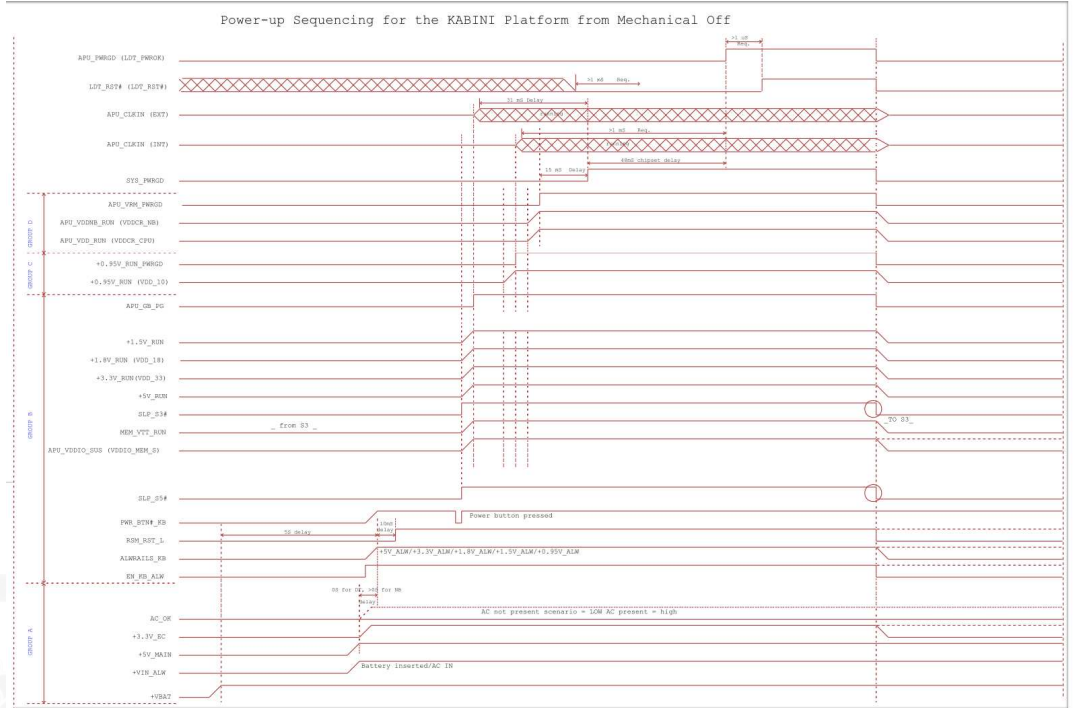 Power-up Sequencing for the KABINI Platform from Mechanical Off
>1 uS
Req.
APU_PWRGD (LDT_PWROK)
LDT_RST# (LDT_RST#)
>1 mS Req.
51 mS Delay
APU_CLKIN (EXT)
running
>1 mS Req.
APU_CLKIN (INT)
running
48mS chipset delay
15 mS Delay
SYS_PWRGD
APU_VRM_PWRGD
GROUP D
APU_VDDNB_RUN (VDDCR_NB)
APU_VDD_RUN (VDDCR_CPU)
GROUP C
+0.95V_RUN_PWRGD
+0.95V_RUN (VDD_10)
APU_GB_PG
+1.5V_RUN
+1.8V_RUN (VDD_18)
+3.3V_RUN(VDD_33)
+5V_RUN
GROUP B
SLP_S3#
_TO S3_
_ from S3 _
MEM_VTT_RUN
APU_VDDIO_SUS (VDDIO_MEM_S)
SLP_S5#
PWR_BTN#_KB
Power button pressed
10mS
delay
5S delay
RSM_RST_L
ALWRAILS_KB
+5V_ALW/+3.3V_ALW/+1.8V_ALW/+1.5V_ALW/+0.95V_ALW
EN_KB_ALW
delay
AC not present scenario = LOW AC present = high
AC_OK
GROUP A
+3.3V_EC
+5V_MAIN
Battery inserted/AC IN
+VIN_ALW
+VBAT